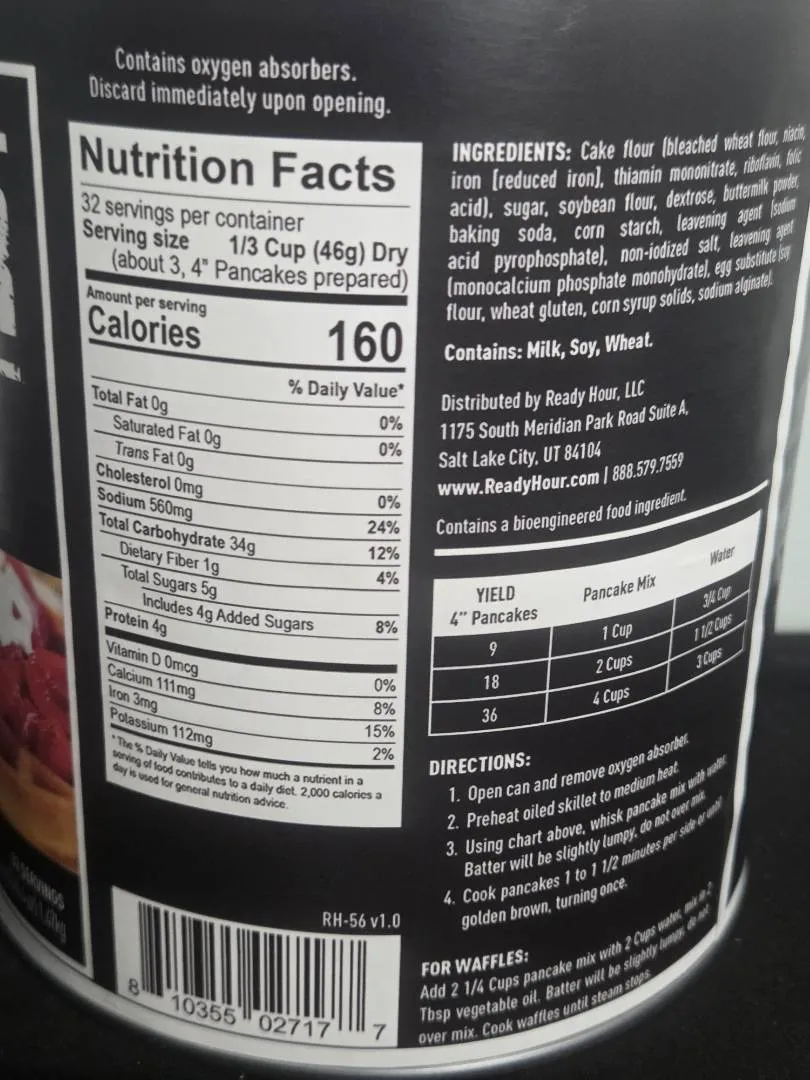 Contains oxygen absorbers.
Discard immediately upon opening.
Nutrition Facts
32 servings per container
Serving size 1/3 Cup (46g) Dry
(about 3, 4" Pancakes prepared)
Amount per serving
Calories 160
% Daily Value*
Total Fat 0g 0%
Saturated Fat 0g 0%
Trans Fat 0g
Cholesterol 0mg 0%
Sodium 560mg 24%
Total Carbohydrate 34g 12%
Dietary Fiber 1g 4%
Total Sugars 5g
Includes 4g Added Sugars 8%
Protein 4g
Vitamin D 0mcg 0%
Calcium 111mg 8%
Iron 3mg 15%
Potassium 112mg 2%
*The % Daily Value tells you how much a nutrient in a
serving of food contributes to a daily diet. 2,000 calories a
day is used for general nutrition advice.
RH-56 v1.0
8 10355 02717 7
INGREDIENTS: Cake flour (bleached wheat flour, niacin,
iron [reduced iron], thiamin mononitrate, riboflavin, folic
acid), sugar, soybean flour, dextrose, buttermilk powder,
baking soda, corn starch, leavening agent (sodium
acid pyrophosphate), non-iodized salt, leavening agent
(monocalcium phosphate monohydrate), egg substitute (soy
flour, wheat gluten, corn syrup solids, sodium alginate).
Contains: Milk, Soy, Wheat.
Distributed by Ready Hour, LLC
1175 South Meridian Park Road Suite A,
Salt Lake City, UT 84104
www.ReadyHour.com | 888.579.7559
Contains a bioengineered food ingredient.
YIELD
4" Pancakes Pancake Mix Water
9 1 Cup 3/4 Cup
18 2 Cups 1 1/2 Cups
36 4 Cups 3 Cups
DIRECTIONS:
1. Open can and remove oxygen absorber.
2. Preheat oiled skillet to medium heat.
3. Using chart above, whisk pancake mix with water.
Batter will be slightly lumpy, do not over mix.
4. Cook pancakes 1 to 1 1/2 minutes per side or until
golden brown, turning once.
FOR WAFFLES:
Add 2 1/4 Cups pancake mix with 2 Cups water, mix in 2
Tbsp vegetable oil. Batter will be slightly lumpy, do not
over mix. Cook waffles until steam stops.
SERVINGS